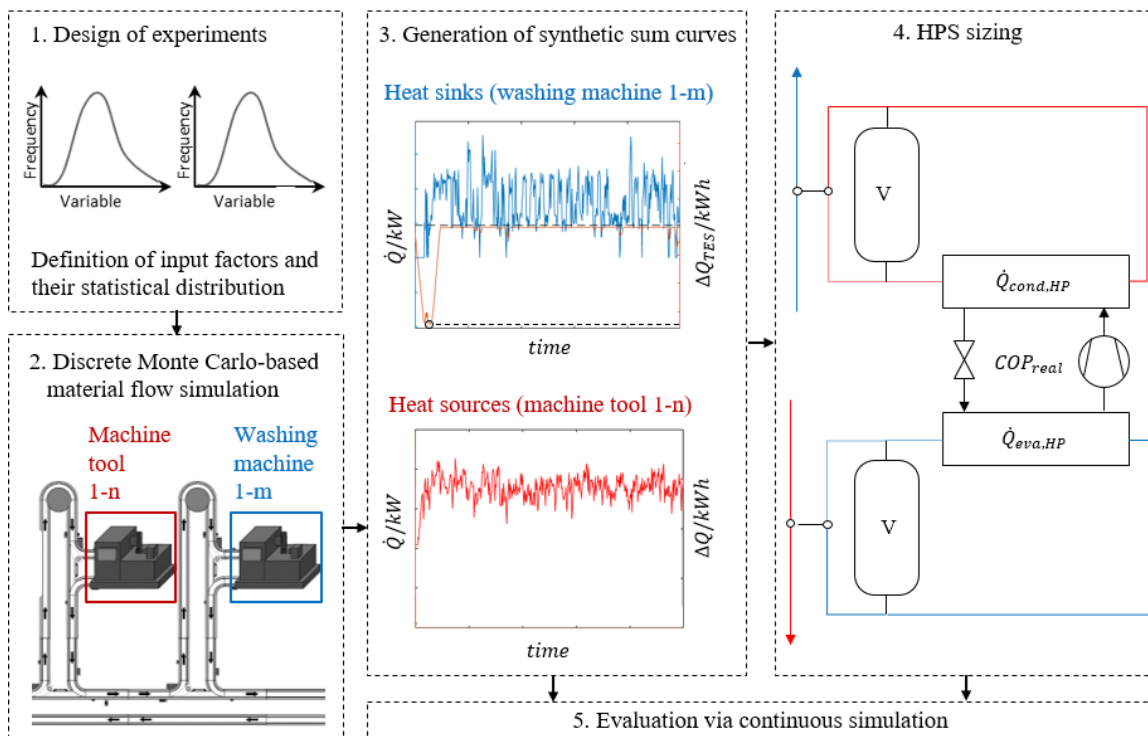 1. Design of experiments
Frequency
Variable
Frequency
Variable
Definition of input factors and
their statistical distribution
2. Discrete Monte Carlo-based
material flow simulation
Machine
tool
1-n
Washing
machine
1-m
3. Generation of synthetic sum curves
Heat sinks (washing machine 1-m)
Q̇/kW
ΔQ_TES/kWh
time
Heat sources (machine tool 1-n)
Q̇/kW
ΔQ/kWh
time
4. HPS sizing
V
Q̇_cond,HP
COP_real
Q̇_eva,HP
V
5. Evaluation via continuous simulation